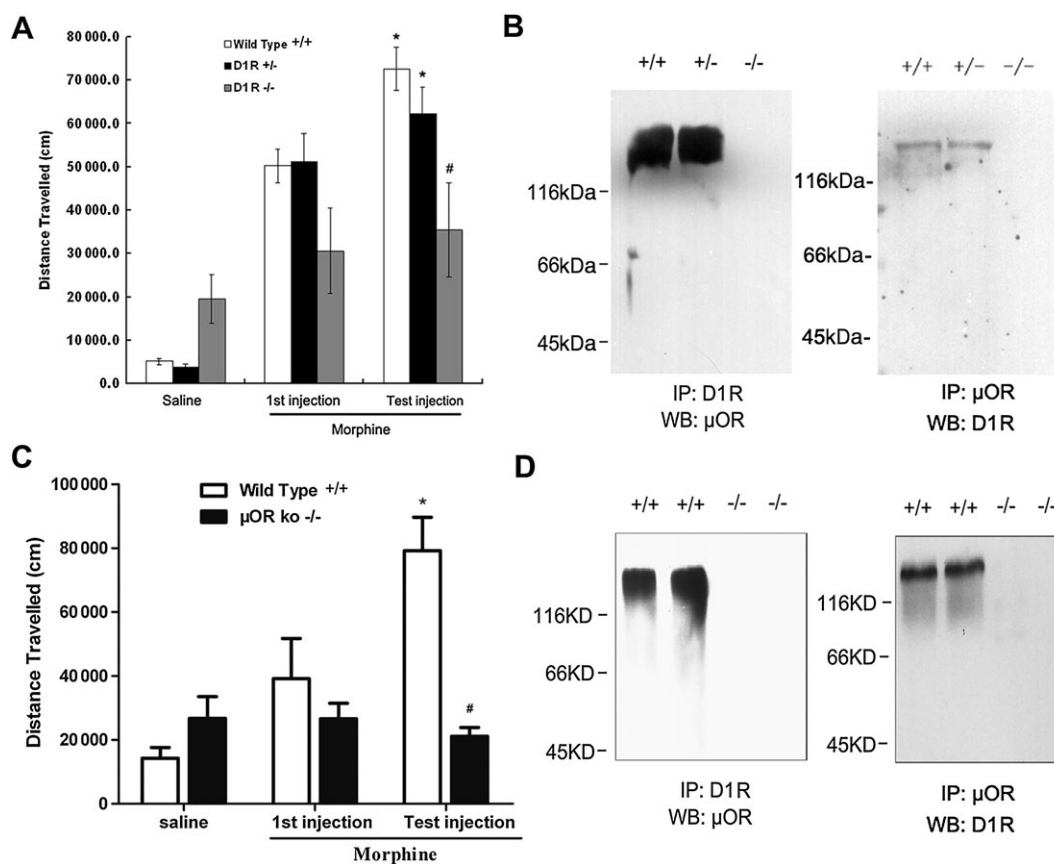 A
Distance Travelled (cm)
80 000.0
70 000.0
60 000.0
50 000.0
40 000.0
30 000.0
20 000.0
10 000.0
0.0
Wild Type +/+
D1R +/-
D1R -/-
*
*
#
Saline
1st injection
Test injection
Morphine
B
+/+ +/- -/-
116kDa-
66kDa-
45kDa-
IP: D1R
WB: µOR
+/+ +/− −/−
116kDa-
66kDa-
45kDa-
IP: µOR
WB: D1R
C
Distance Travelled (cm)
100 000
80 000
60 000
40 000
20 000
0
Wild Type +/+
µOR ko -/-
*
#
saline
1st injection
Test injection
Morphine
D
+/+ +/+ -/- -/-
116KD-
66KD-
45KD-
IP: D1R
WB: µOR
+/+ +/+ -/- -/-
116KD-
66KD-
45KD-
IP: µOR
WB: D1R